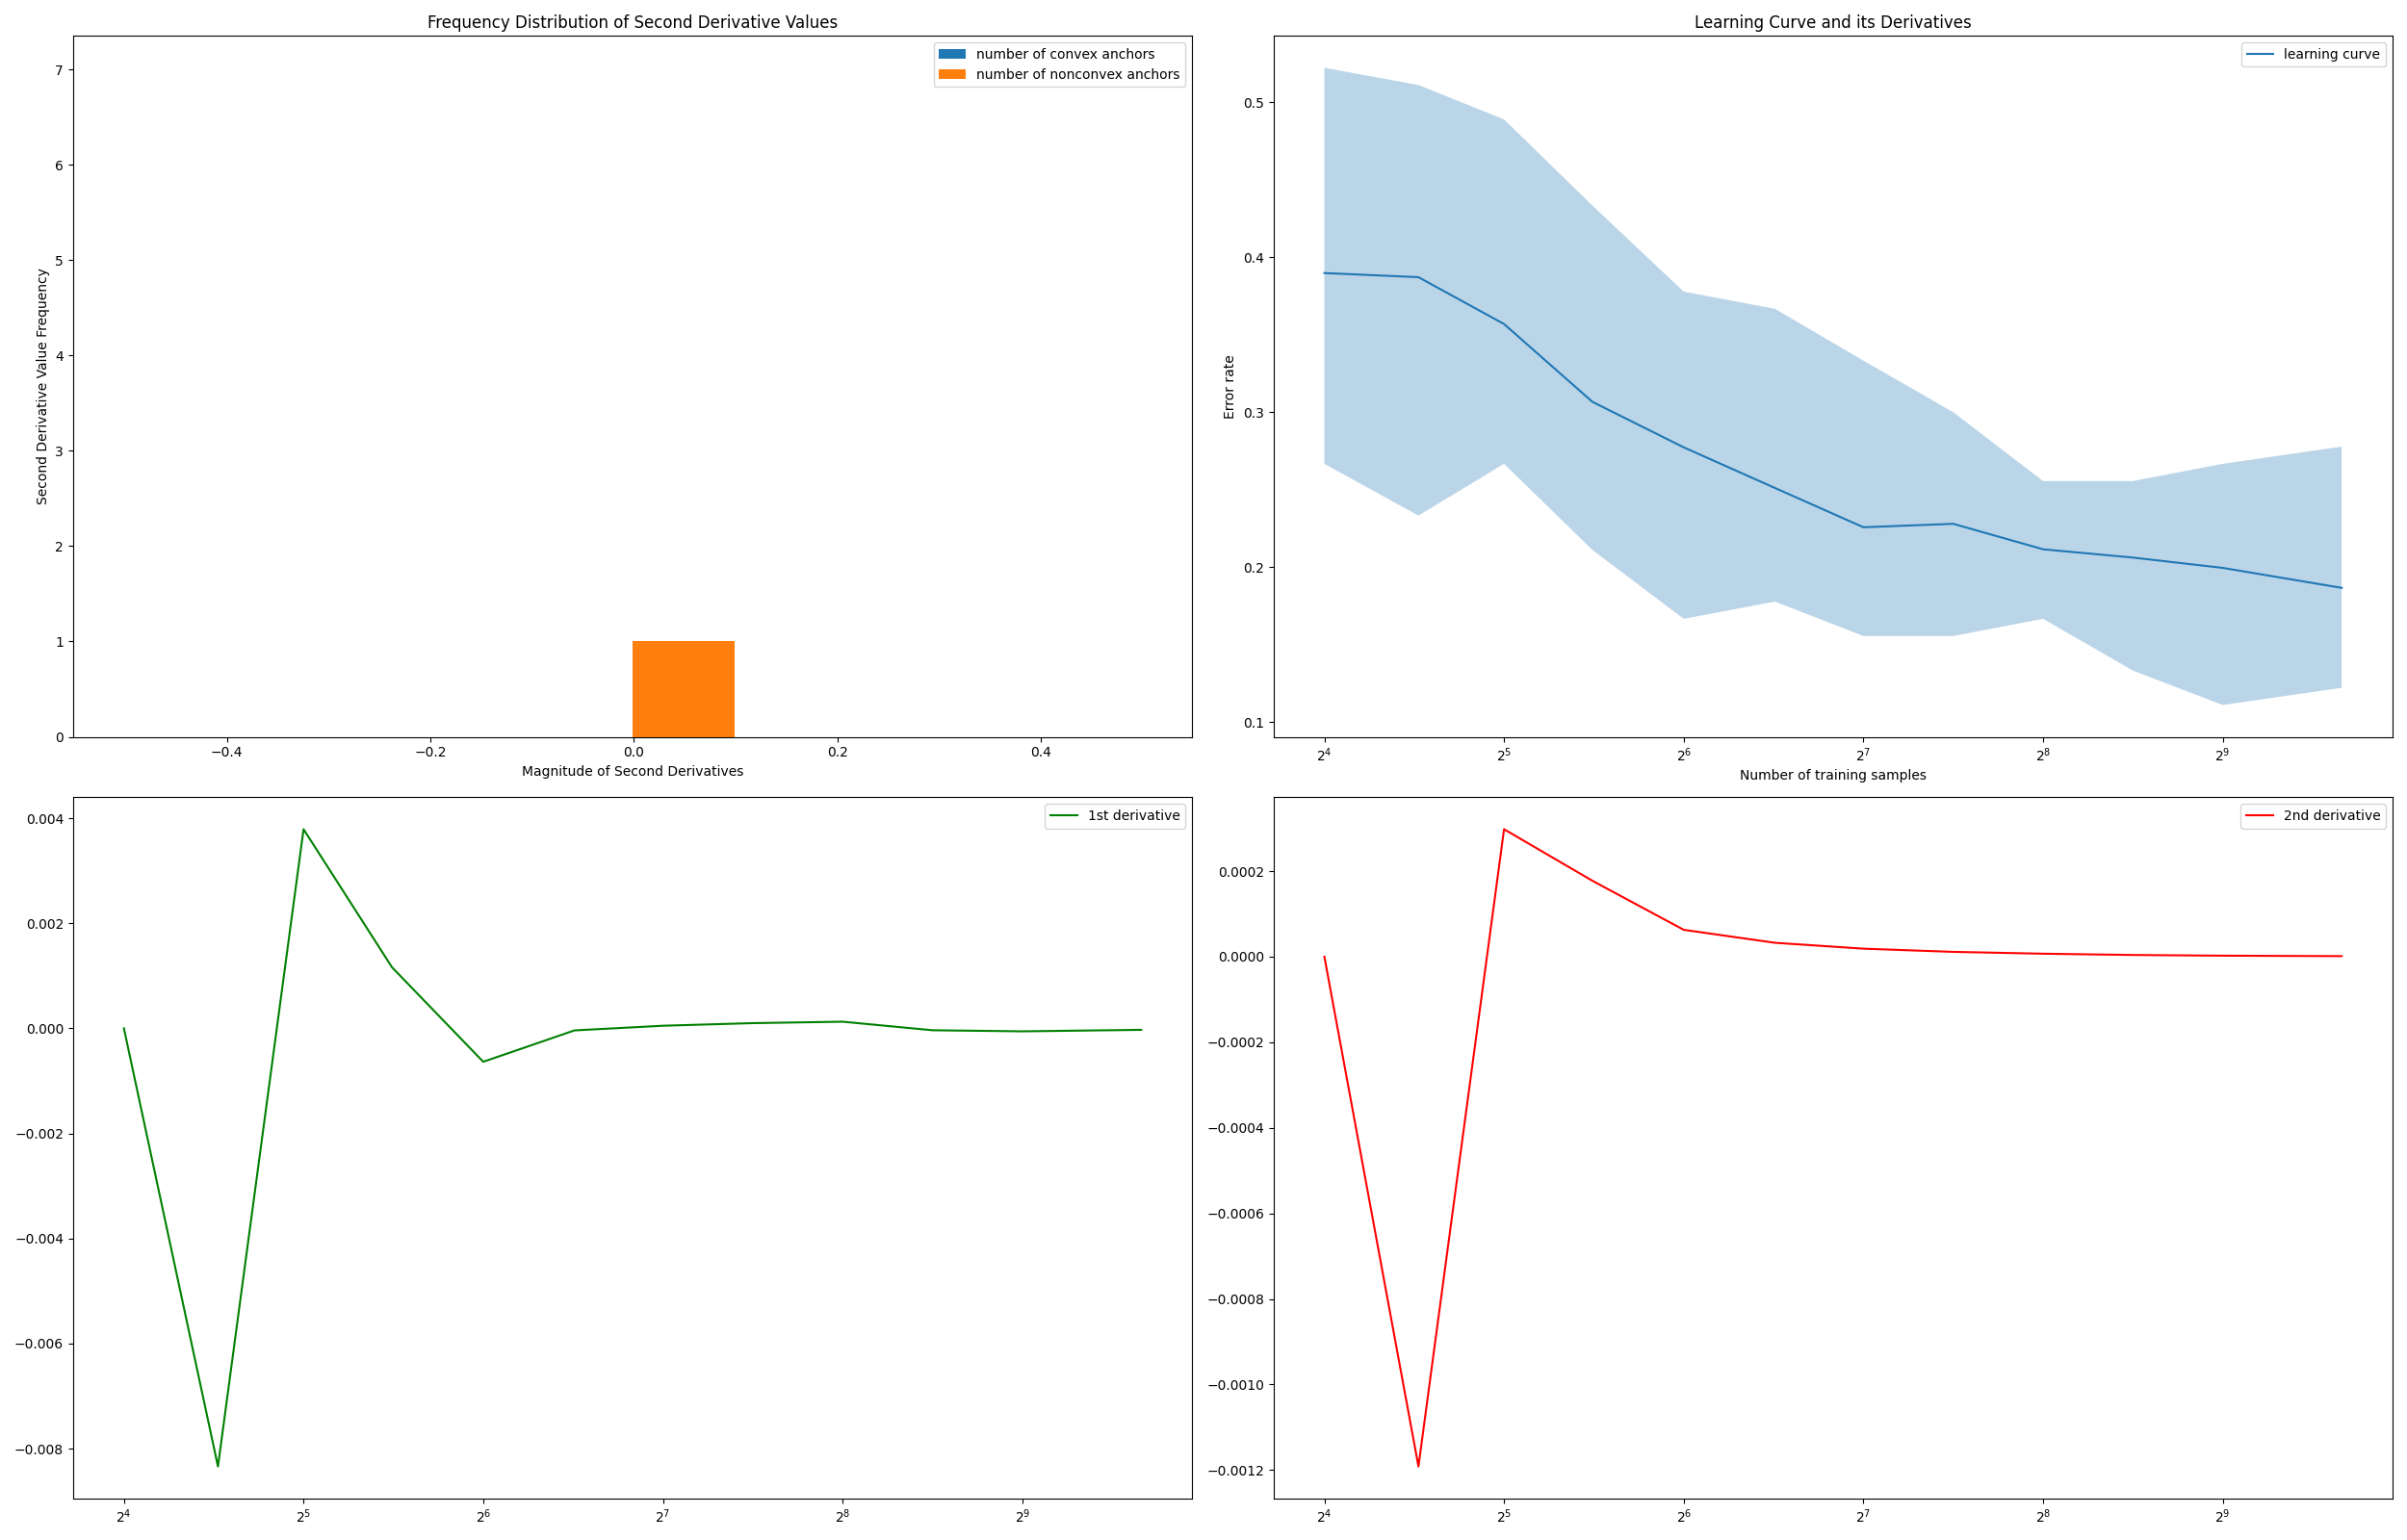 Frequency Distribution of Second Derivative Values
number of convex anchors
number of nonconvex anchors
7
6
5
4
3
2
1
0
Second Derivative Value Frequency
−0.4 −0.2 0.0 0.2 0.4
Magnitude of Second Derivatives
Learning Curve and its Derivatives
learning curve
0.5
0.4
0.3
0.2
0.1
Error rate
2⁴ 2⁵ 2⁶ 2⁷ 2⁸ 2⁹
Number of training samples
1st derivative
0.004
0.002
0.000
−0.002
−0.004
−0.006
−0.008
2⁴ 2⁵ 2⁶ 2⁷ 2⁸ 2⁹
2nd derivative
0.0002
0.0000
−0.0002
−0.0004
−0.0006
−0.0008
−0.0010
−0.0012
2⁴ 2⁵ 2⁶ 2⁷ 2⁸ 2⁹